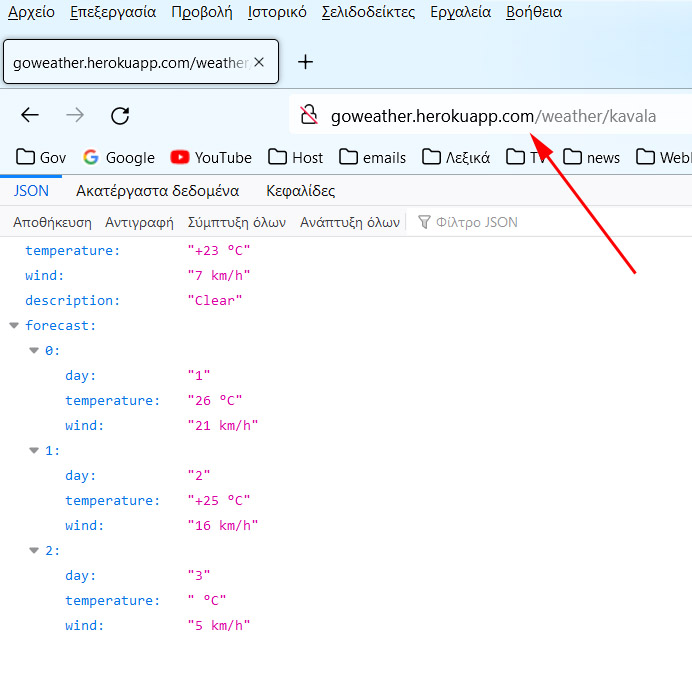 Αρχείο Επεξεργασία Προβολή Ιστορικό Σελιδοδείκτες Εργαλεία Βοήθεια
goweather.herokuapp.com/weather
goweather.herokuapp.com/weather/kavala
Gov Google YouTube Host emails Λεξικά TV news
JSON Ακατέργαστα δεδομένα Κεφαλίδες
Αποθήκευση Αντιγραφή Σύμπτυξη όλων Ανάπτυξη όλων Φίλτρο JSON
temperature: "+23 °C"
wind: "7 km/h"
description: "Clear"
forecast:
0:
day: "1"
temperature: "26 °C"
wind: "21 km/h"
1:
day: "2"
temperature: "+25 °C"
wind: "16 km/h"
2:
day: "3"
temperature: " °C"
wind: "5 km/h"